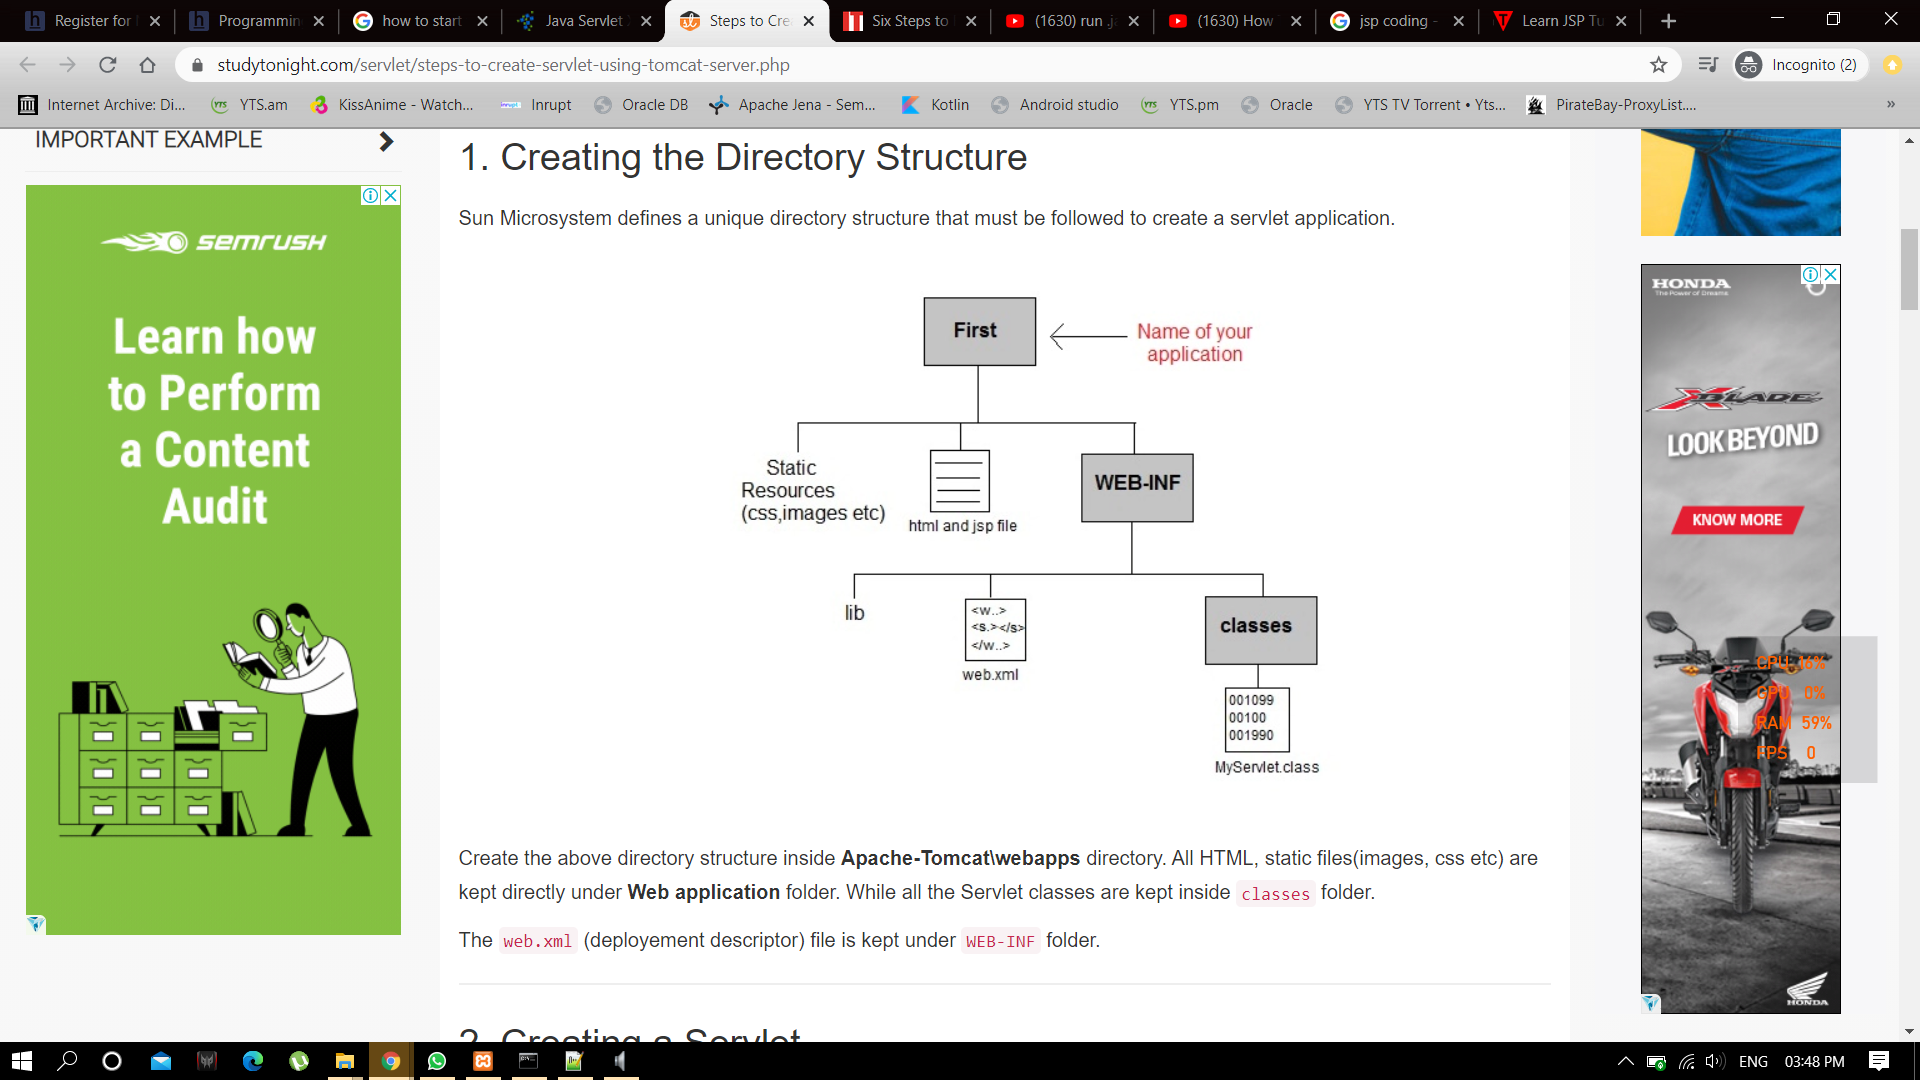 Register for
Programmin
how to start
Java Servlet
Steps to Cre
Six Steps to
(1630) run .j
(1630) How
jsp coding -
Learn JSP Tu
studytonight.com/servlet/steps-to-create-servlet-using-tomcat-server.php
Incognito (2)
Internet Archive: Di...
YTS.am
KissAnime - Watch...
Inrupt
Oracle DB
Apache Jena - Sem...
Kotlin
Android studio
YTS.pm
Oracle
YTS TV Torrent • Yts...
PirateBay-ProxyList....
»
IMPORTANT EXAMPLE
SEMRUSH
Learn how
to Perform
a Content
Audit
1. Creating the Directory Structure
Sun Microsystem defines a unique directory structure that must be followed to create a servlet application.
First
Name of your
application
Static
Resources
(css,images etc)
html and jsp file
WEB-INF
lib
<w..>
<s.></s>
</w..>
web.xml
classes
001099
00100
001990
MyServlet.class
Create the above directory structure inside Apache-Tomcat\webapps directory. All HTML, static files(images, css etc) are
kept directly under Web application folder. While all the Servlet classes are kept inside classes folder.
The web.xml (deployement descriptor) file is kept under WEB-INF folder.
2. Creating a Servlet
HONDA
The Power of Dreams
XBLADE
LOOK BEYOND
KNOW MORE
CPU 16%
GPU 0%
RAM 59%
FPS 0
HONDA
ENG
03:48 PM